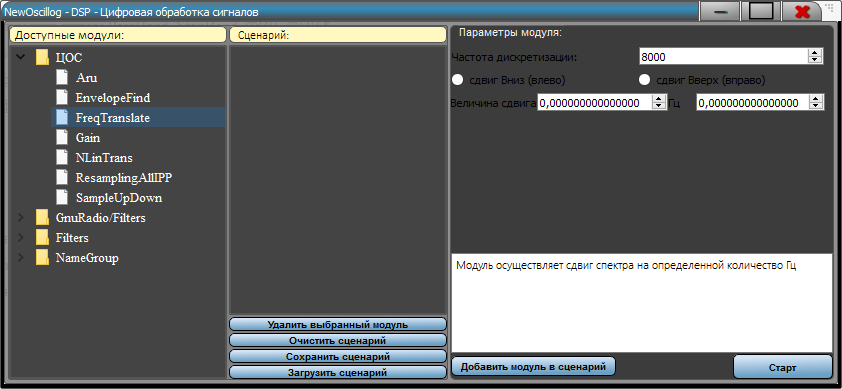 NewOscillog - DSP - Цифровая обработка сигналов
Доступные модули:
ЦОС
Aru
EnvelopeFind
FreqTranslate
Gain
NLinTrans
ResamplingAllIPP
SampleUpDown
GnuRadio/Filters
Filters
NameGroup
Сценарий:
Удалить выбранный модуль
Очистить сценарий
Сохранить сценарий
Загрузить сценарий
Параметры модуля:
Частота дискретизации: 8000
сдвиг Вниз (влево) сдвиг Вверх (вправо)
Величина сдвига 0,000000000000000 Гц 0,000000000000000
Модуль осуществляет сдвиг спектра на определенной количество Гц
Добавить модуль в сценарий
Старт